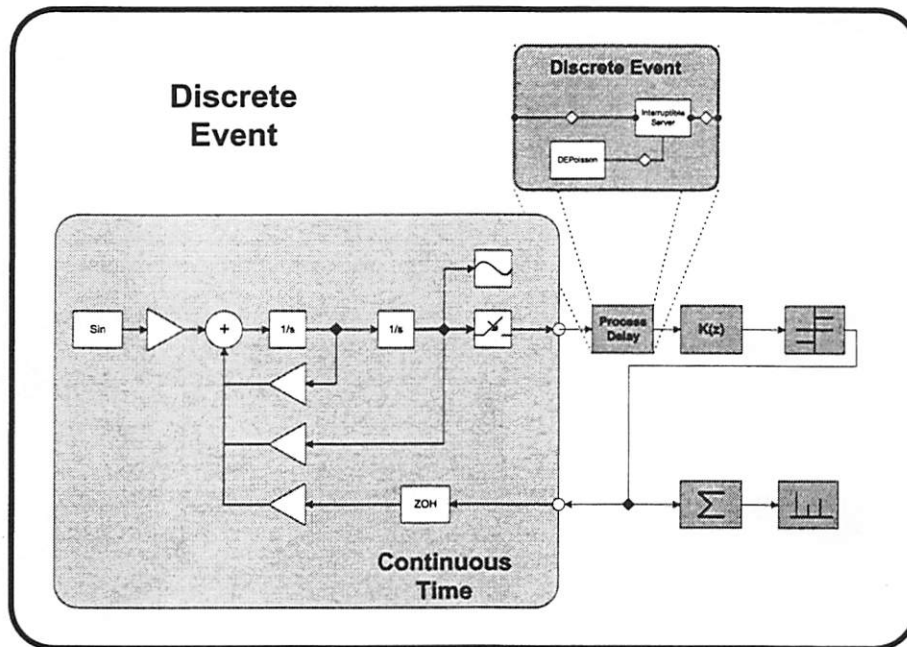 Discrete
Event
Discrete Event
Interruptible
Server
DEPoisson
Sin
+
1/s
1/s
Process
Delay
K(z)
ZOH
Σ
Continuous
Time